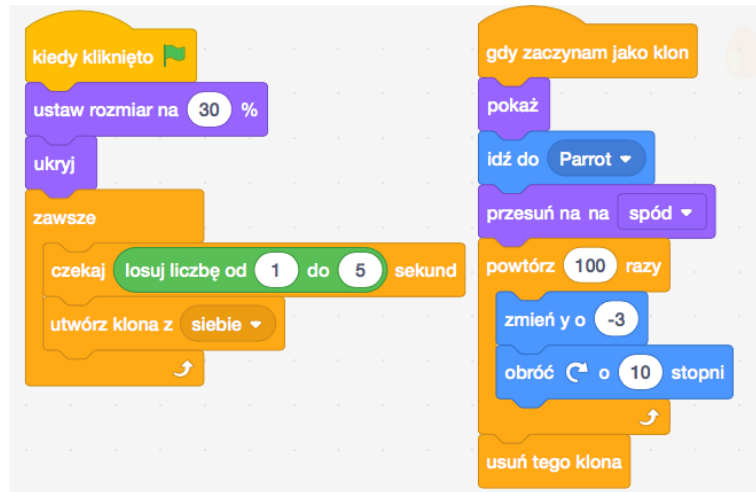 kiedy kliknięto
ustaw rozmiar na 30 %
ukryj
zawsze
czekaj losuj liczbę od 1 do 5 sekund
utwórz klona z siebie
gdy zaczynam jako klon
pokaż
idź do Parrot
przesuń na na spód
powtórz 100 razy
zmień y o -3
obróć o 10 stopni
usuń tego klona